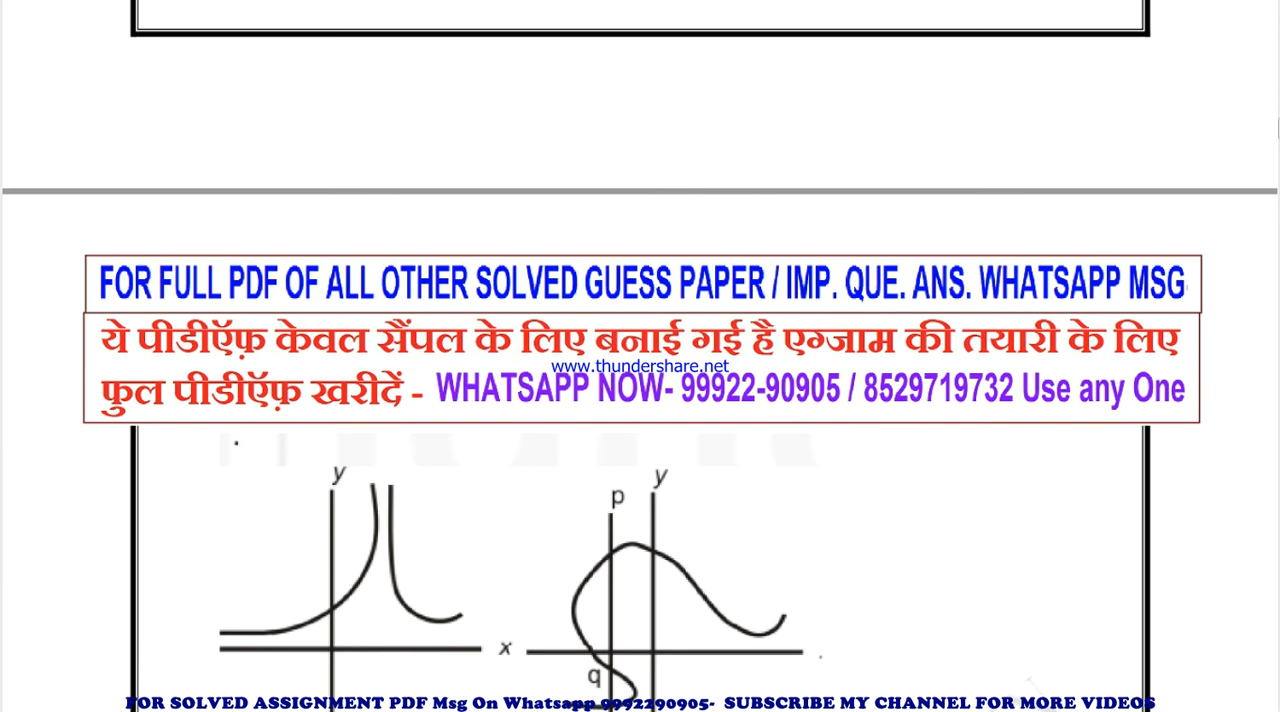 FOR FULL PDF OF ALL OTHER SOLVED GUESS PAPER / IMP. QUE. ANS. WHATSAPP MSG
ये पीडीऍफ़ केवल सैंपल के लिए बनाई गई है एग्जाम की तयारी के लिए
www.thundershare.net
फुल पीडीऍफ़ खरीदें - WHATSAPP NOW- 99922-90905 / 8529719732 Use any One
y
p
y
x
q
FOR SOLVED ASSIGNMENT PDF Msg On Whatsapp 9992290905- SUBSCRIBE MY CHANNEL FOR MORE VIDEOS